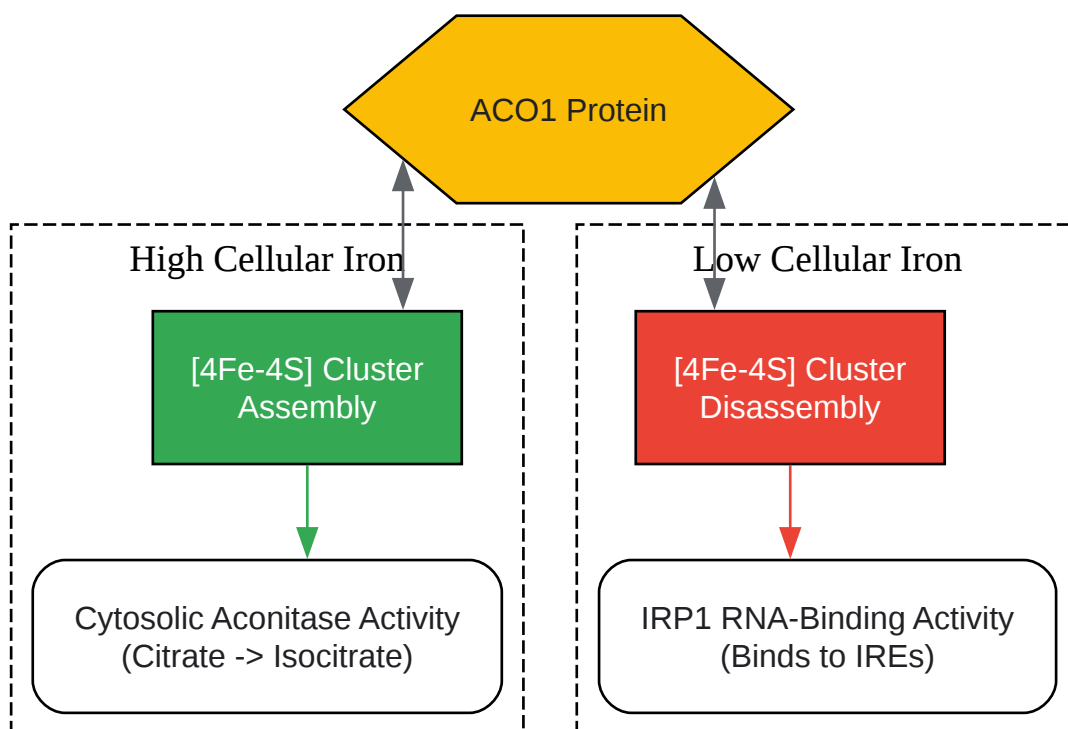 ACO1 Protein
High Cellular Iron
[4Fe-4S] Cluster
Assembly
Cytosolic Aconitase Activity
(Citrate -> Isocitrate)
Low Cellular Iron
[4Fe-4S] Cluster
Disassembly
IRP1 RNA-Binding Activity
(Binds to IREs)